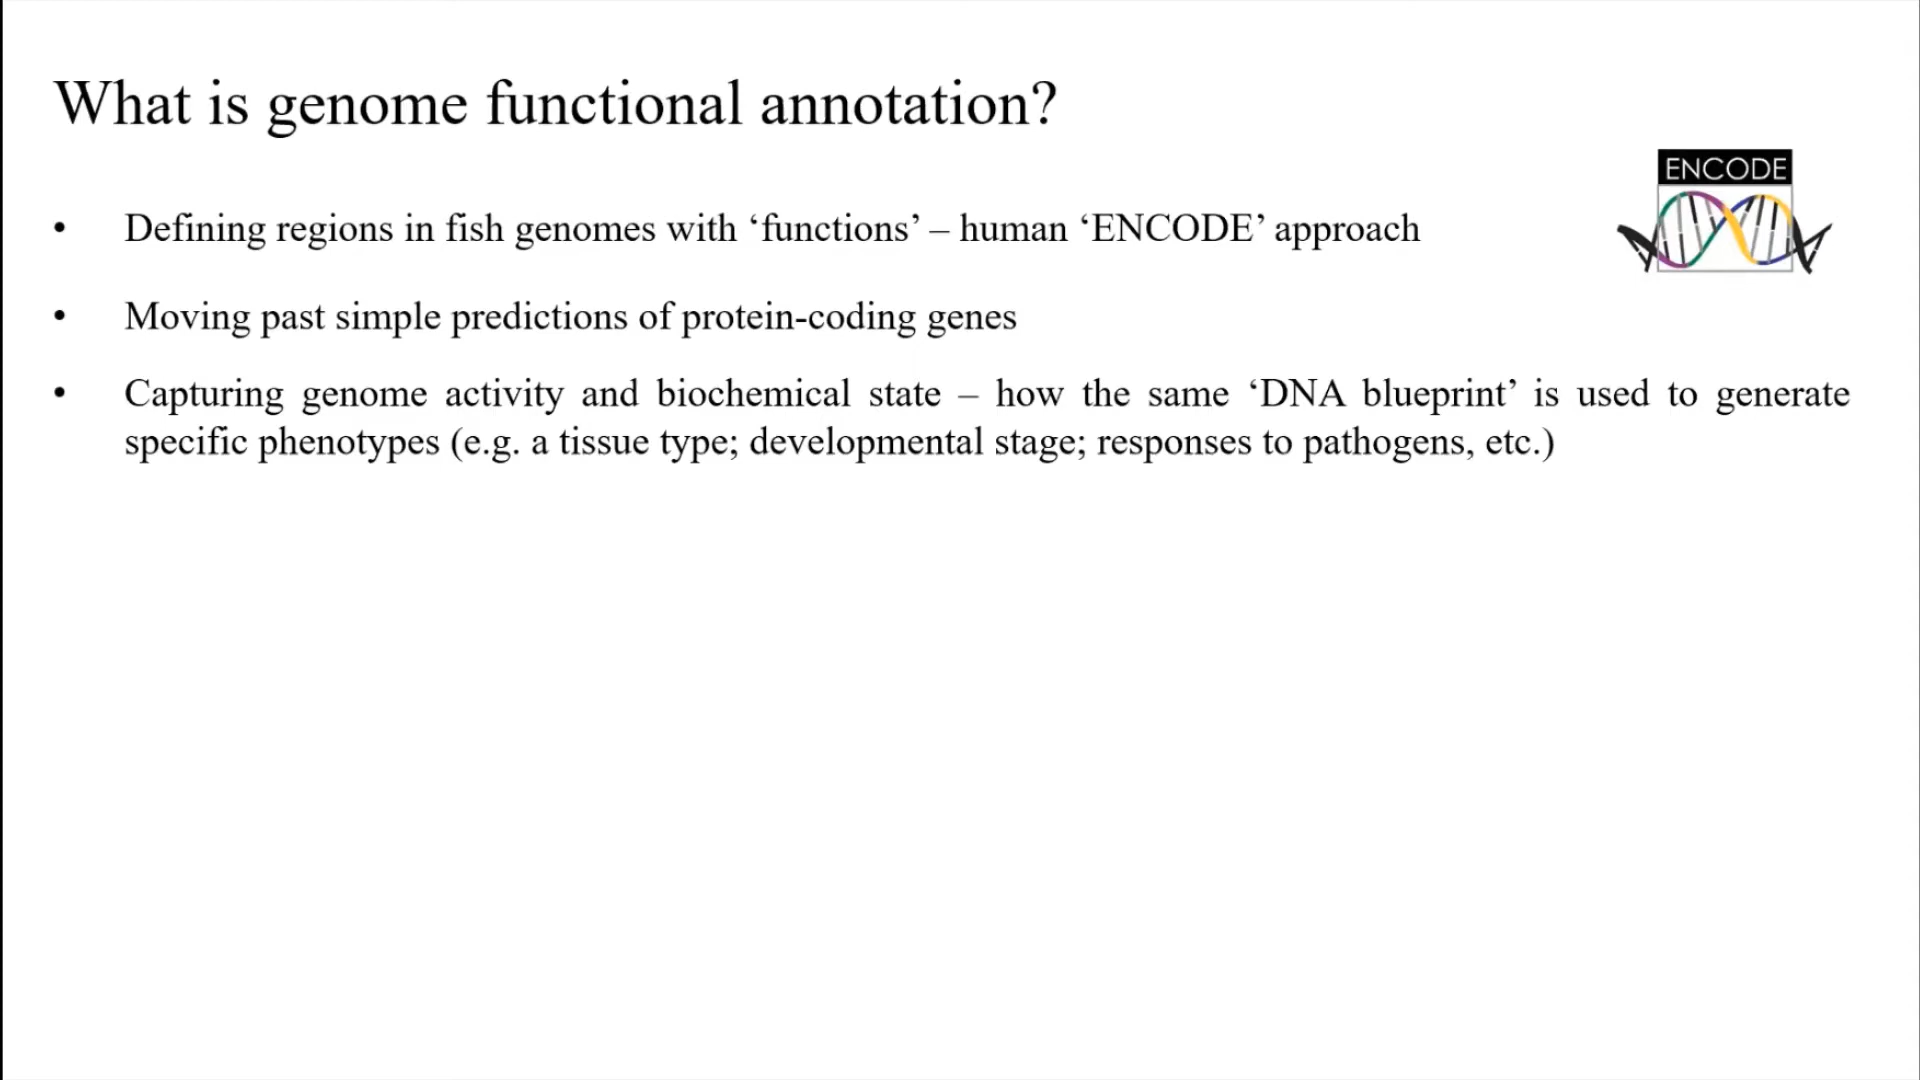 What is genome functional annotation?
ENCODE
• Defining regions in fish genomes with ‘functions’ – human ‘ENCODE’ approach
• Moving past simple predictions of protein-coding genes
• Capturing genome activity and biochemical state – how the same ‘DNA blueprint’ is used to generate
specific phenotypes (e.g. a tissue type; developmental stage; responses to pathogens, etc.)